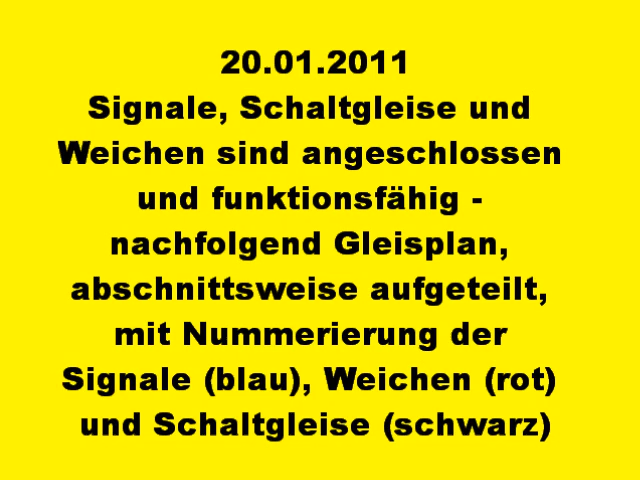 20.01.2011
Signale, Schaltgleise und
Weichen sind angeschlossen
und funktionsfähig -
nachfolgend Gleisplan,
abschnittsweise aufgeteilt,
mit Nummerierung der
Signale (blau), Weichen (rot)
und Schaltgleise (schwarz)